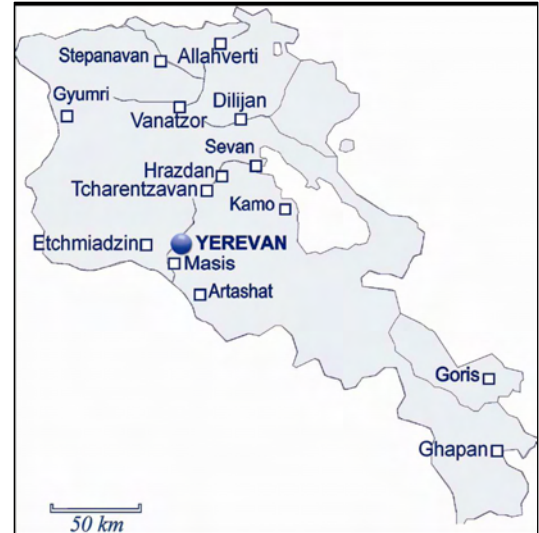 Allahverti
Stepanavan
Gyumri
Dilijan
Vanatzor
Sevan
Hrazdan
Tcharentzavan
Kamo
Etchmiadzin
YEREVAN
Masis
Artashat
Goris
Ghapan
50 km